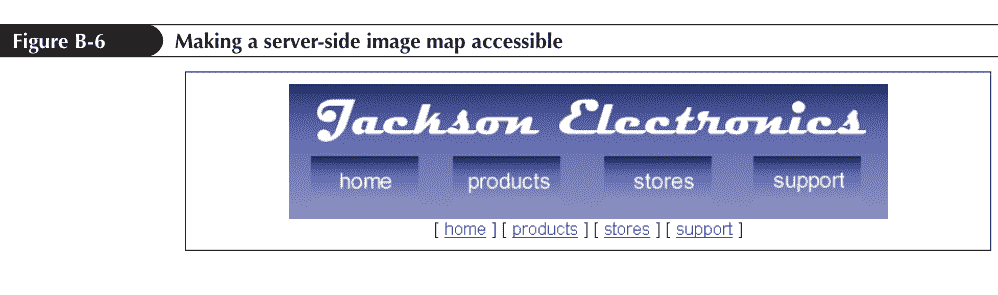 Figure B-6 Making a server-side image map accessible
Jackson Electronics
home products stores support
[ home ] [ products ] [ stores ] [ support ]